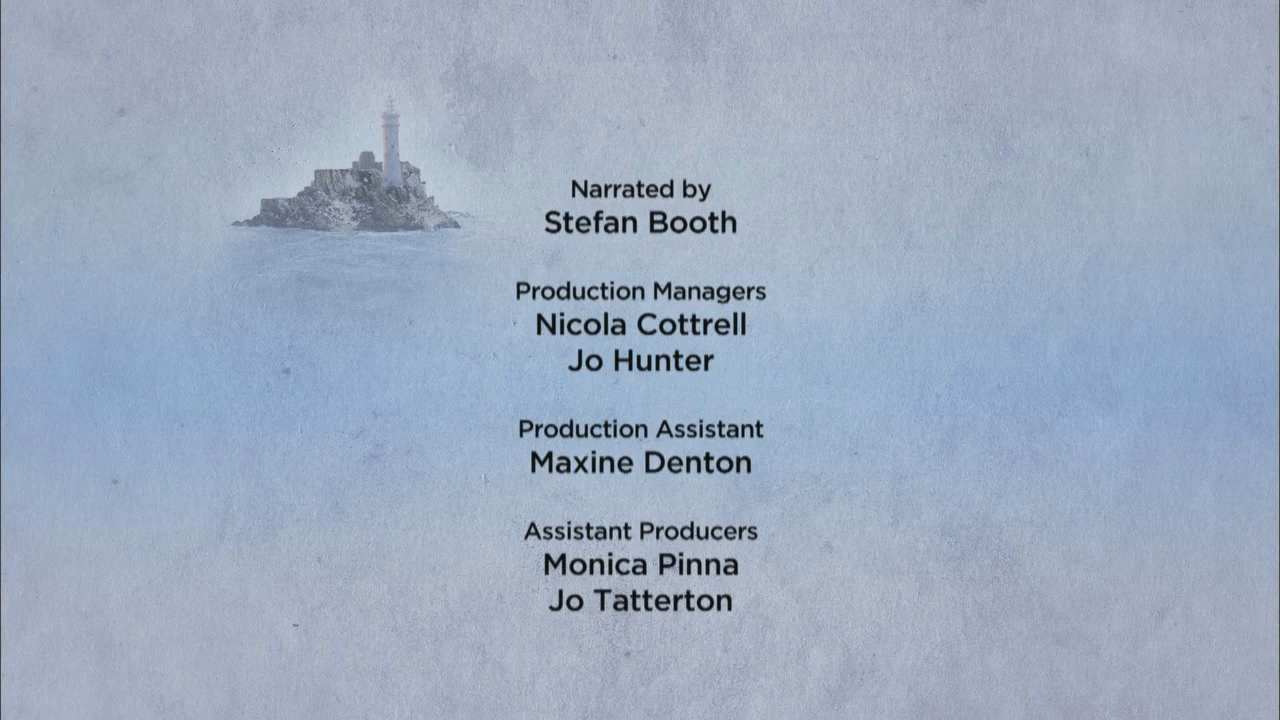 Narrated by
Stefan Booth
Production Managers
Nicola Cottrell
Jo Hunter
Production Assistant
Maxine Denton
Assistant Producers
Monica Pinna
Jo Tatterton